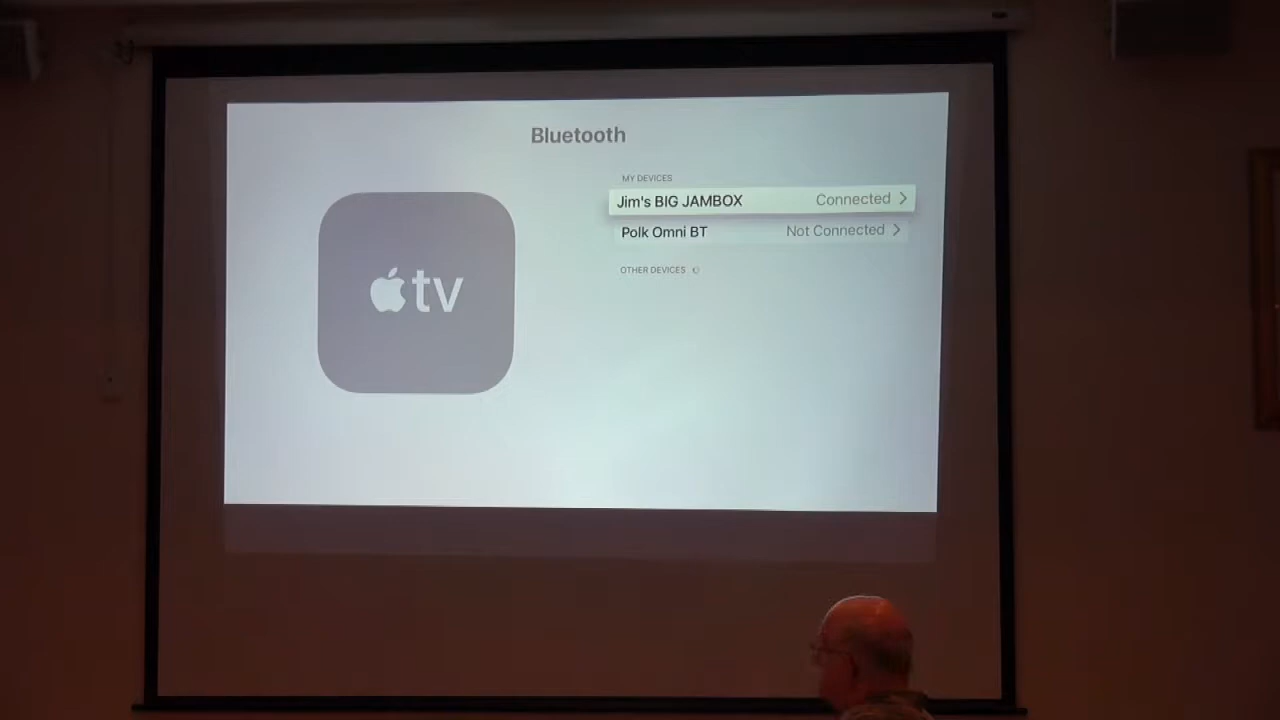 Bluetooth
MY DEVICES
Jim's BIG JAMBOX Connected
Polk Omni BT Not Connected
OTHER DEVICES
tv